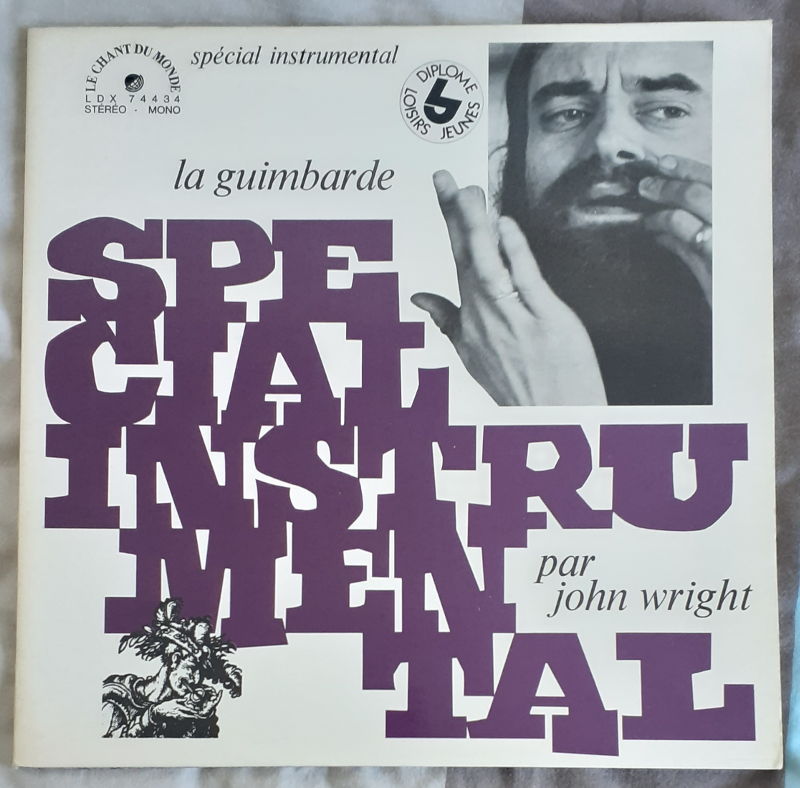 LE CHANT DU MONDE
LDX 74434
STÉRÉO - MONO
spécial instrumental
DIPLOME
LOISIRS JEUNES
la guimbarde
SPE
CIAL
INSTRU
MEN
TAL
par
john wright